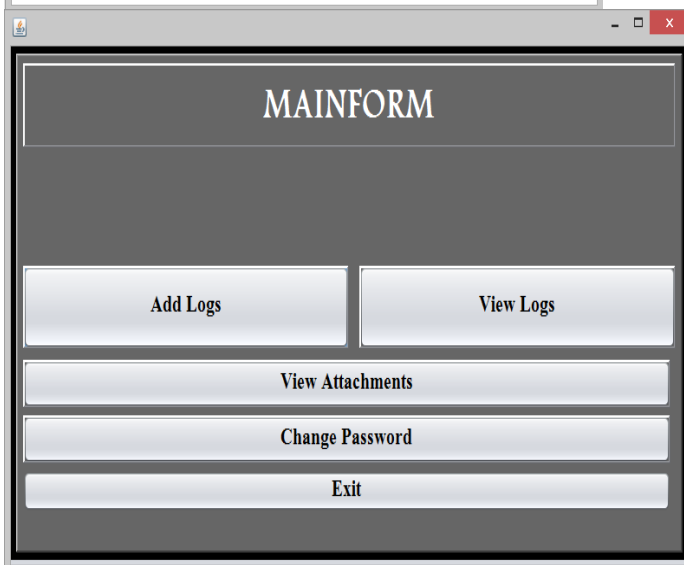 MAINFORM
Add Logs
View Logs
View Attachments
Change Password
Exit